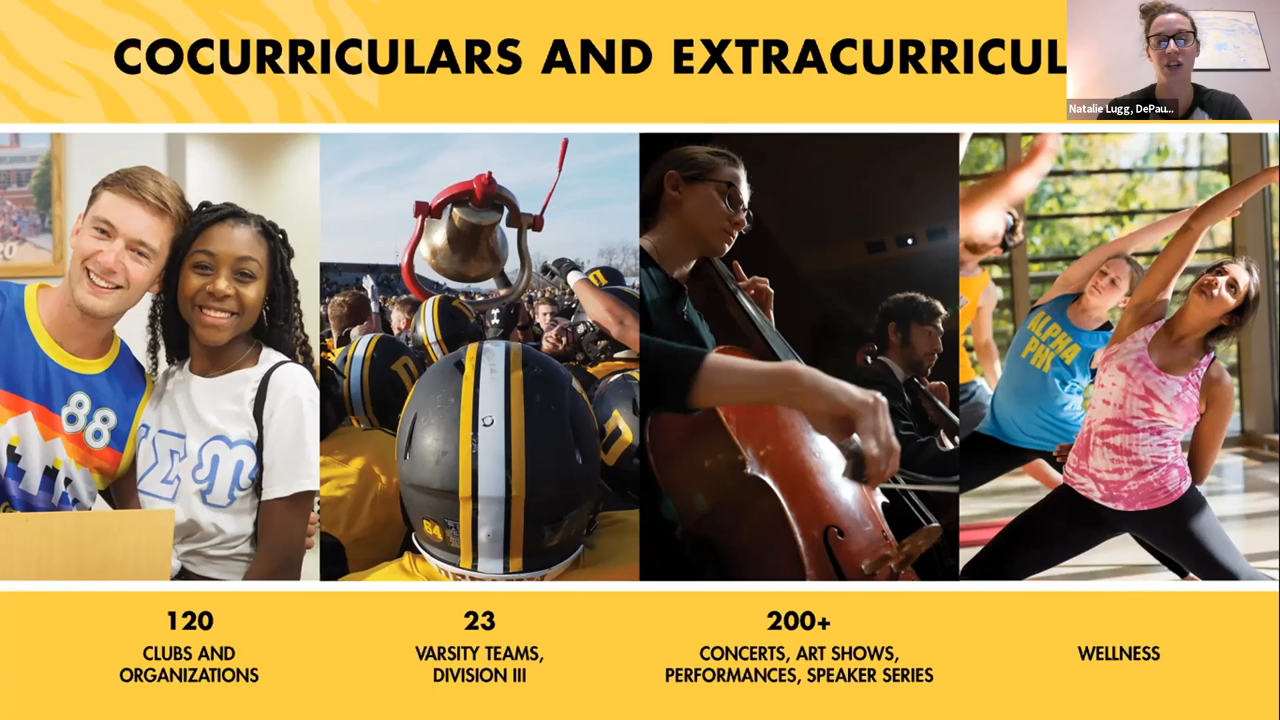 COCURRICULARS AND EXTRACURRICUL
Natalie Lugg, DePau...
88
ΣΥ
D
D
64
ALPHA
PHI
120
CLUBS AND
ORGANIZATIONS
23
VARSITY TEAMS,
DIVISION III
200+
CONCERTS, ART SHOWS,
PERFORMANCES, SPEAKER SERIES
WELLNESS